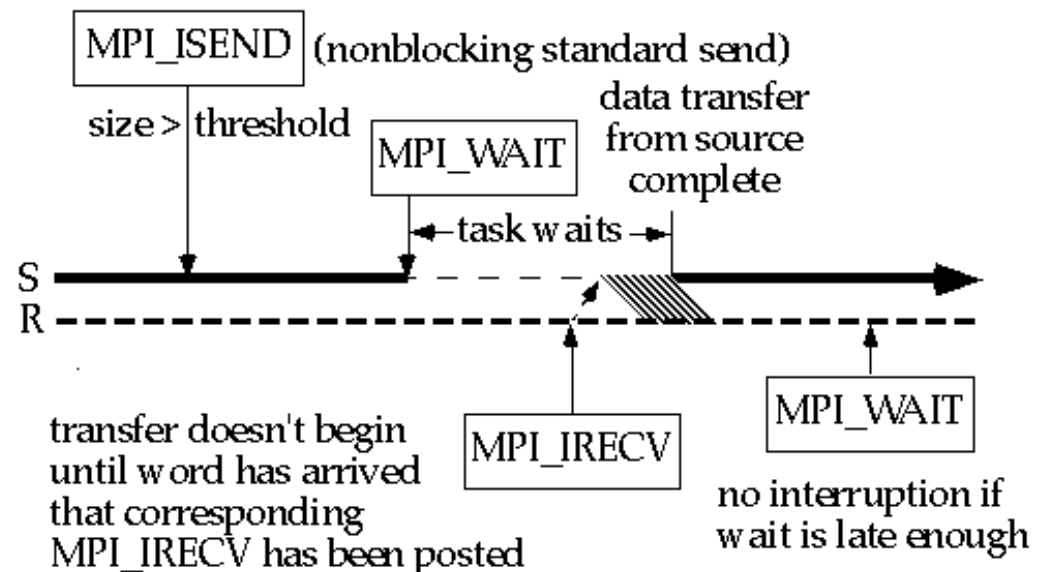 MPI_ISEND (nonblocking standard send)
size > threshold
MPI_WAIT
data transfer
from source
complete
task waits
S
R
MPI_IRECV
MPI_WAIT
transfer doesn't begin
until word has arrived
that corresponding
MPI_IRECV has been posted
no interruption if
wait is late enough